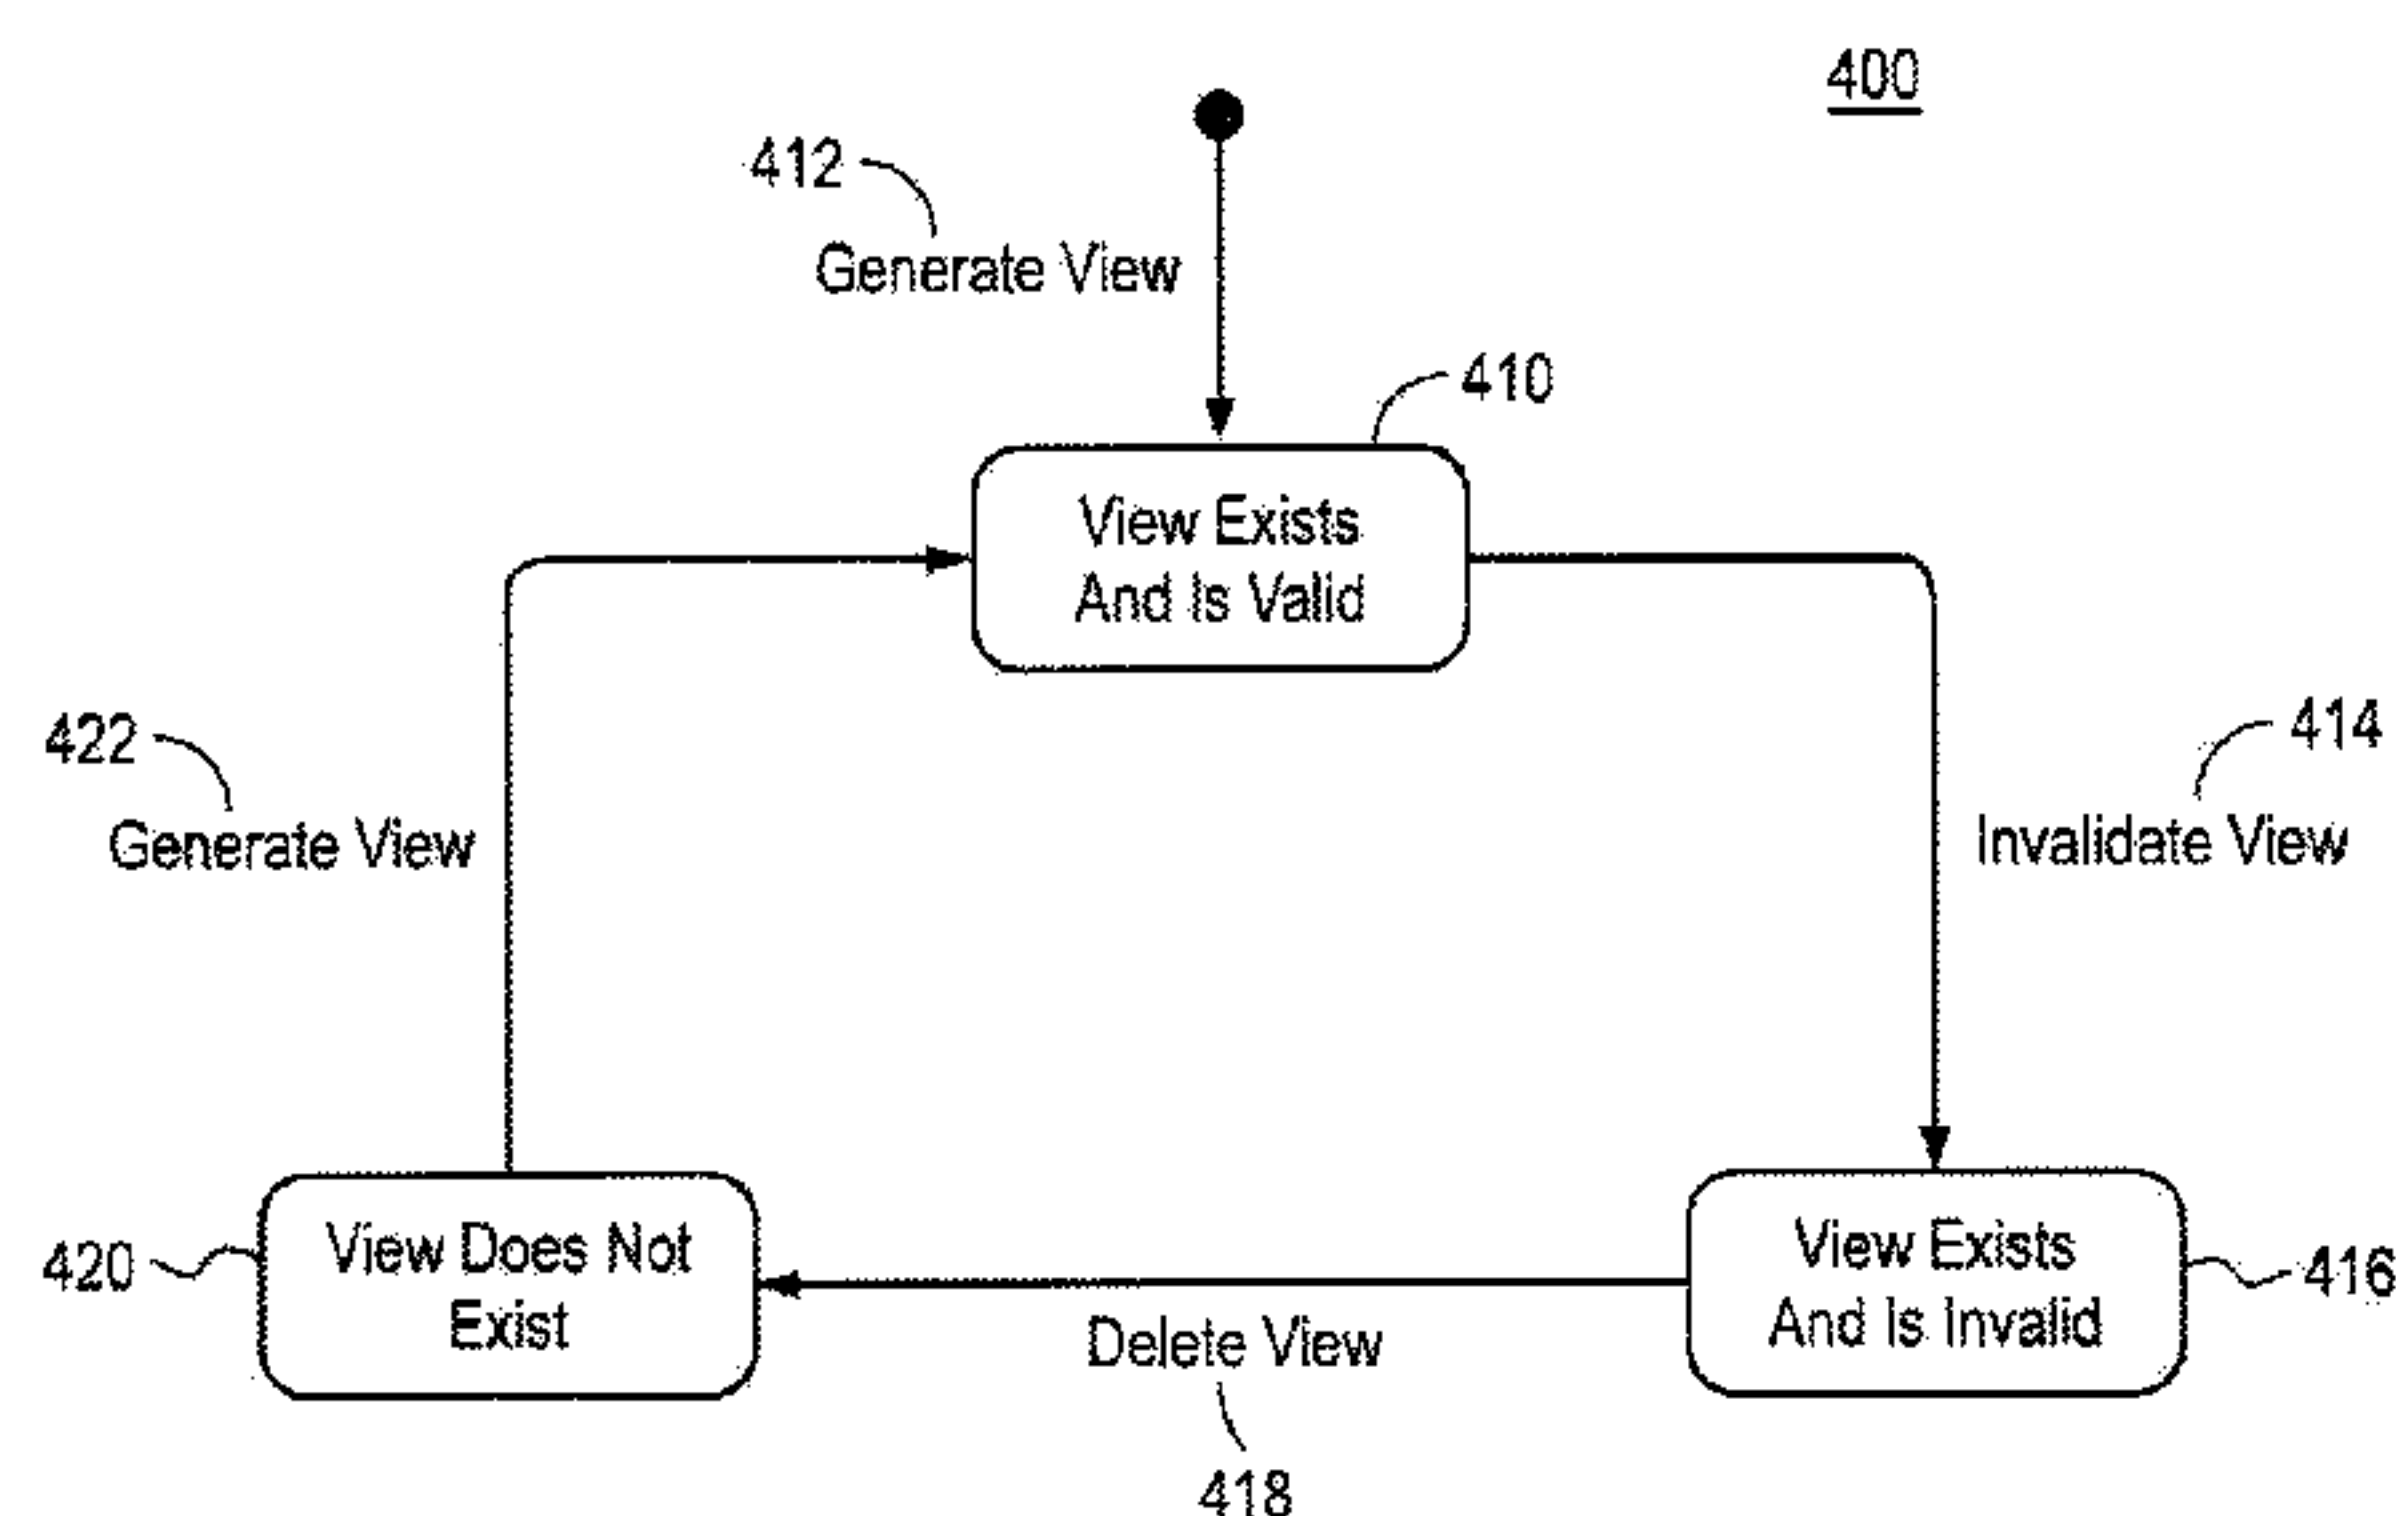 400
412
Generate View
410
View Exists
And Is Valid
422
Generate View
414
Invalidate View
420
View Does Not
Exist
View Exists
And Is Invalid
416
Delete View
418